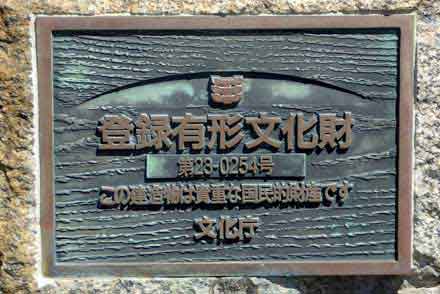 登録有形文化財
第23-0254号
この建造物は貴重な国民的財産です
文化庁